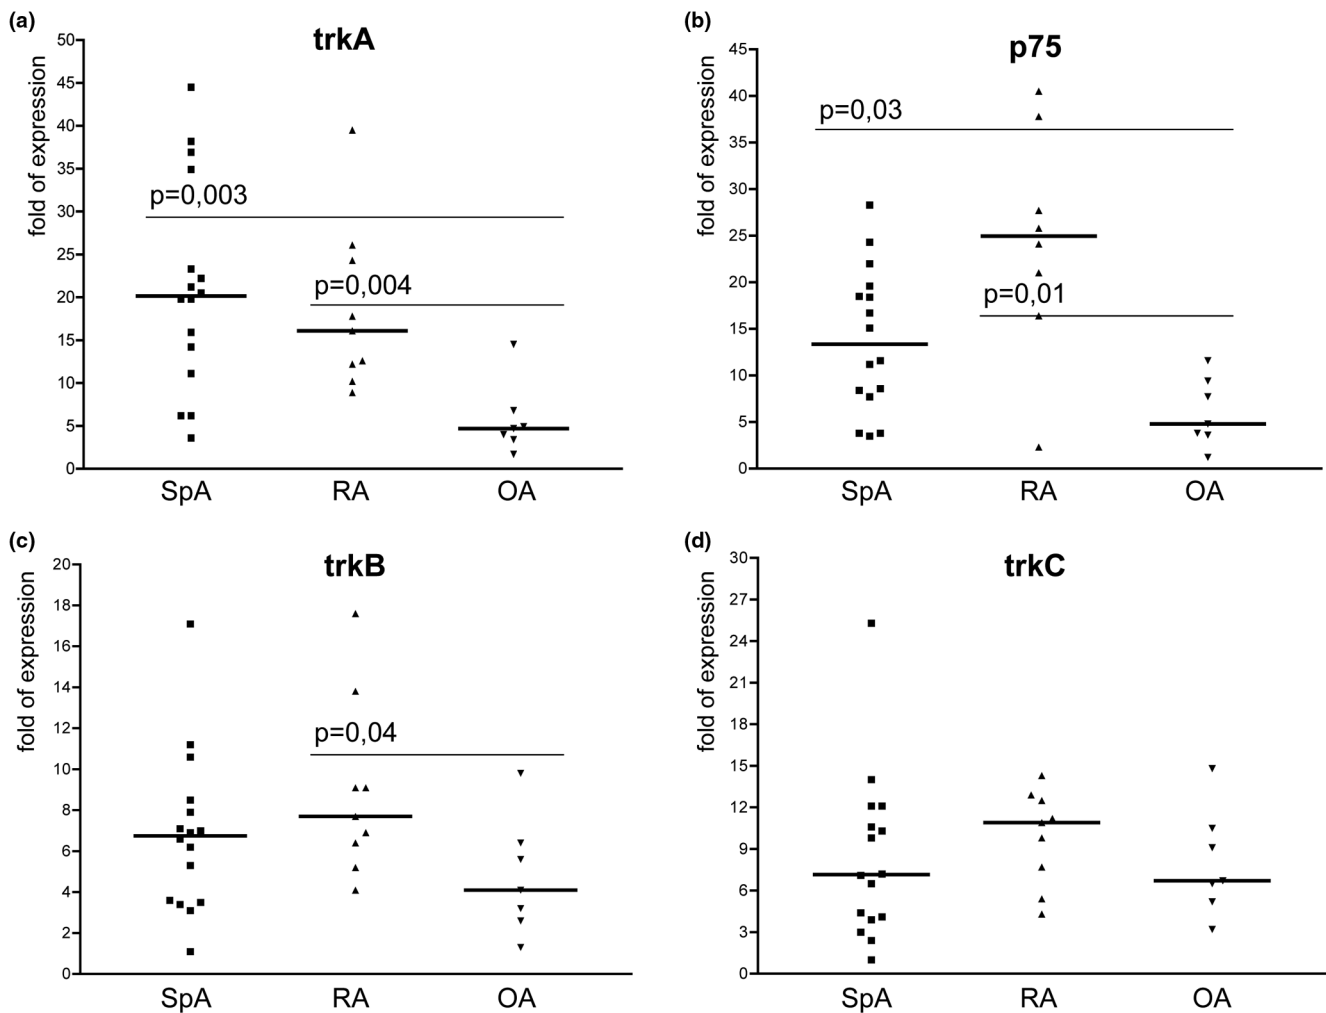 (a)
trkA
fold of expression
50
45
40
35
30
25
20
15
10
5
0
p=0,003
p=0,004
SpA RA OA
(b)
p75
fold of expression
45
40
35
30
25
20
15
10
5
0
p=0,03
p=0,01
SpA RA OA
(c)
trkB
fold of expression
20
18
16
14
12
10
8
6
4
2
0
p=0,04
SpA RA OA
(d)
trkC
fold of expression
30
27
24
21
18
15
12
9
6
3
0
SpA RA OA